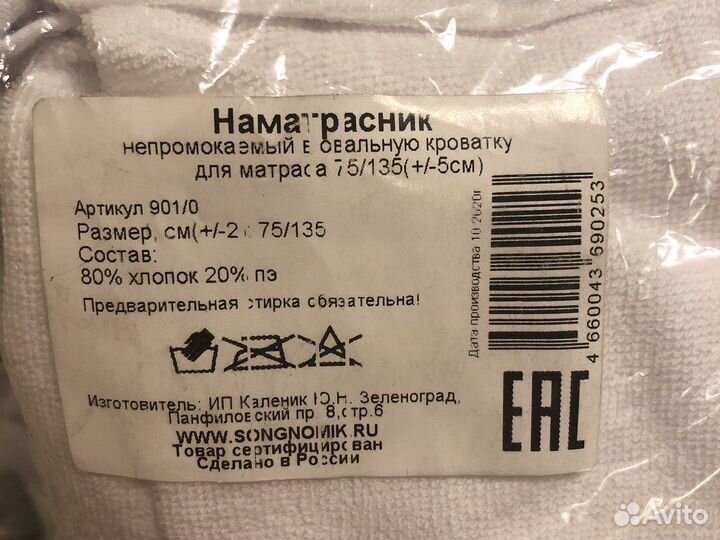 Наматрасник
непромокаемый в овальную кроватку
для матраса 75/135(+/-5см)
Артикул 901/0
Размер, см(+/-2 : 75/135
Состав:
80% хлопок 20% пэ
Предварительная стирка обязательна!
Изготовитель: ИП Каленик Ю.Н. Зеленоград,
Панфиловский пр. 8,стр.6
WWW.SONGNOMIK.RU
Товар сертифицирован
Сделано в России
Дата производства 10.2020г
4 660043 690253
EAC
Avito